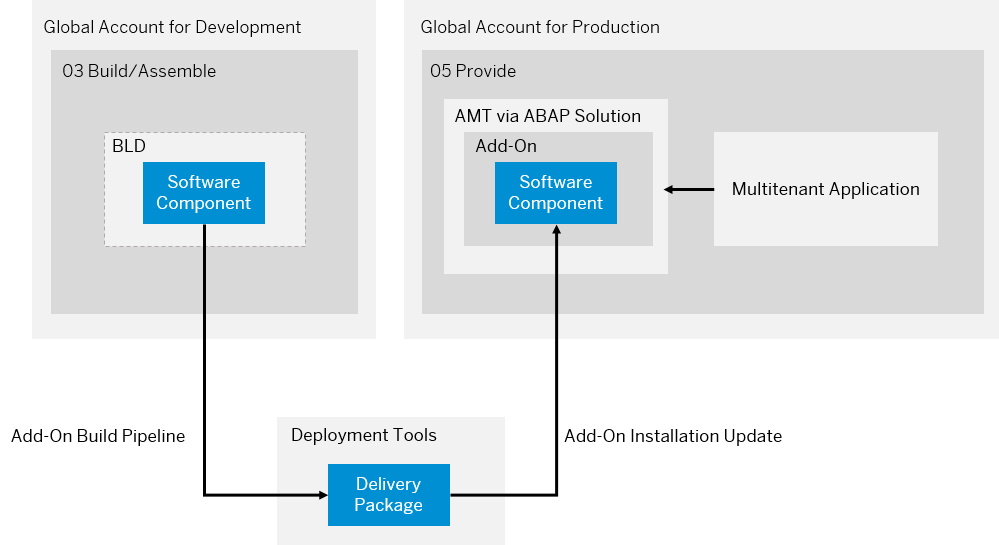 Global Account for Development
03 Build/Assemble
BLD
Software
Component
Global Account for Production
05 Provide
AMT via ABAP Solution
Add-On
Software
Component
Multitenant Application
Add-On Build Pipeline
Deployment Tools
Delivery
Package
Add-On Installation Update